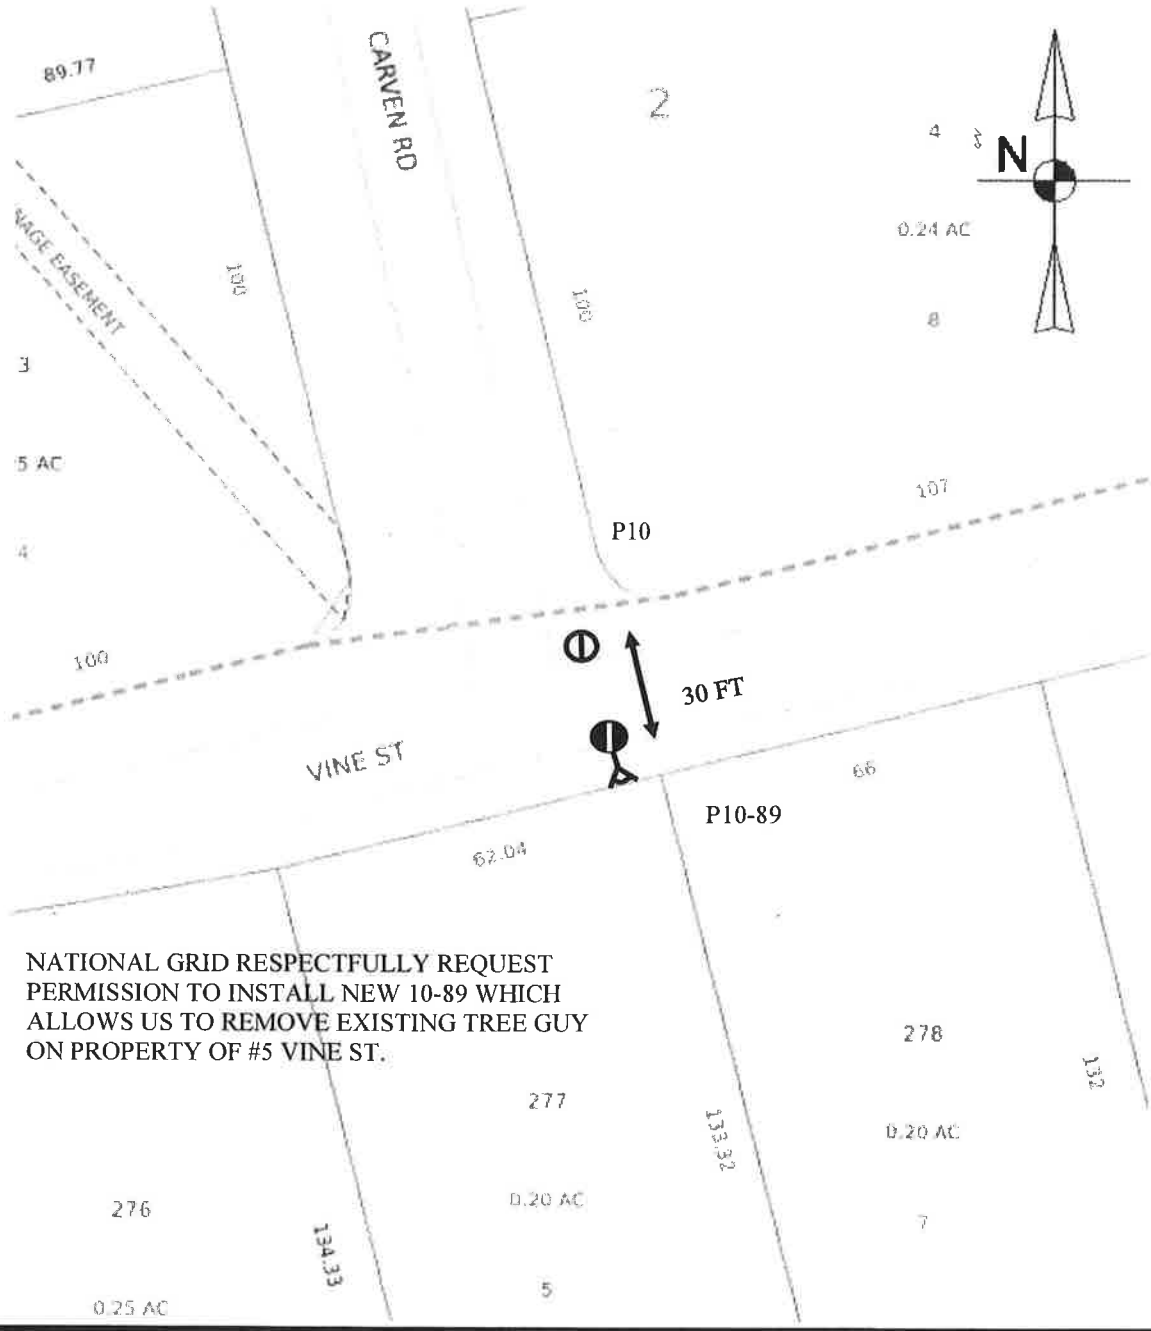 89.77
CARVEN RD
2
4
N
0.24 AC
8
NAGE EASEMENT
100
100
3
5 AC
4
107
P10
100
30 FT
VINE ST
66
P10-89
62.04
NATIONAL GRID RESPECTFULLY REQUEST
PERMISSION TO INSTALL NEW 10-89 WHICH
ALLOWS US TO REMOVE EXISTING TREE GUY
ON PROPERTY OF #5 VINE ST.
278
132
277
133.32
0.20 AC
276
0.20 AC
7
134.33
5
0.25 AC